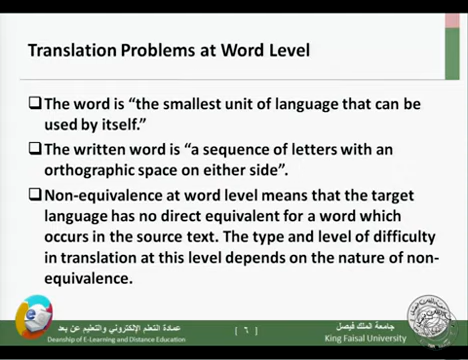 Translation Problems at Word Level
❑The word is “the smallest unit of language that can be
used by itself.”
❑The written word is “a sequence of letters with an
orthographic space on either side”.
❑Non-equivalence at word level means that the target
language has no direct equivalent for a word which
occurs in the source text. The type and level of difficulty
in translation at this level depends on the nature of non-
equivalence.
عمادة التعلم الإلكتروني والتعليم عن بعد
Deanship of E-Learning and Distance Education
[ ٦ ]
جامعة الملك فيصل
King Faisal University